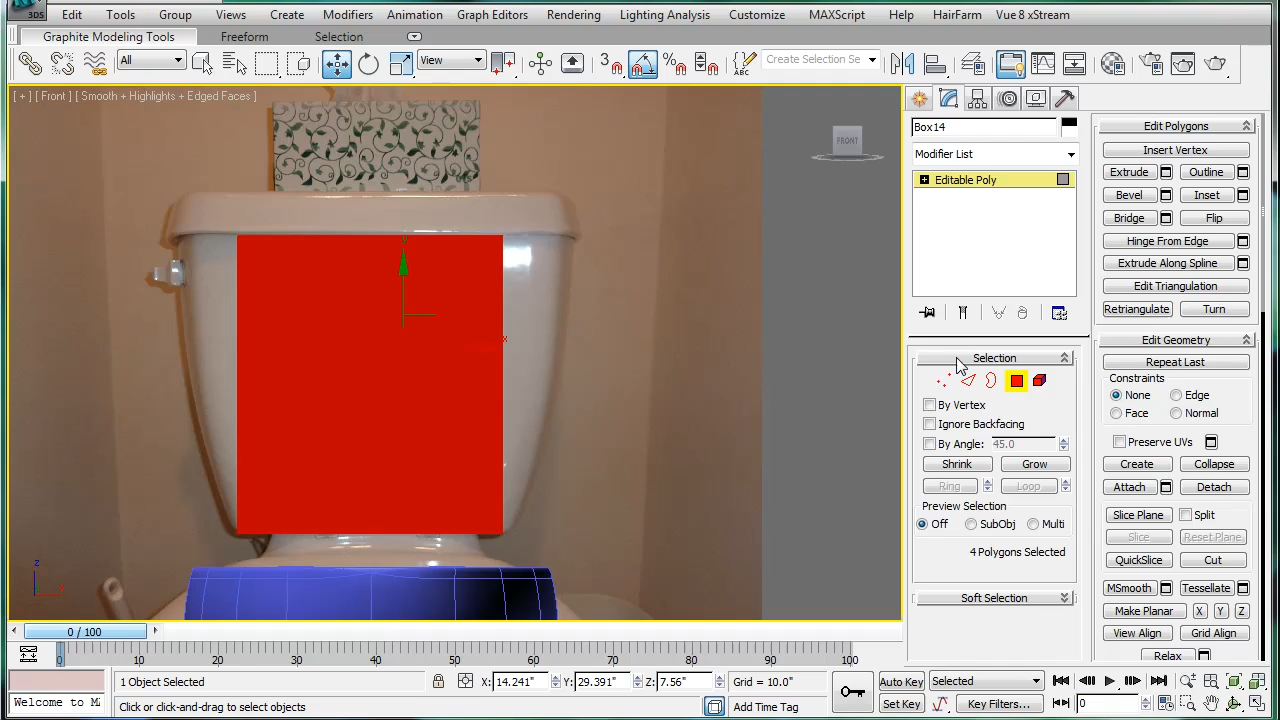 3DS
Edit Tools Group Views Create Modifiers Animation Graph Editors Rendering Lighting Analysis Customize MAXScript Help HairFarm Vue 8 xStream
Graphite Modeling Tools Freeform Selection
All View 3 ABC Create Selection Se
[ + ] [ Front ] [ Smooth + Highlights + Edged Faces ]
FRONT
y
x
z
x
Box14
Modifier List
Editable Poly
Selection
By Vertex
Ignore Backfacing
By Angle: 45.0
Shrink Grow
Ring Loop
Preview Selection
Off SubObj Multi
4 Polygons Selected
Soft Selection
Edit Polygons
Insert Vertex
Extrude Outline
Bevel Inset
Bridge Flip
Hinge From Edge
Extrude Along Spline
Edit Triangulation
Retriangulate Turn
Edit Geometry
Repeat Last
Constraints
None Edge
Face Normal
Preserve UVs
Create Collapse
Attach Detach
Slice Plane Split
Slice Reset Plane
QuickSlice Cut
MSmooth Tessellate
Make Planar X Y Z
View Align Grid Align
Relax
0 / 100
0 10 20 30 40 50 60 70 80 90 100
1 Object Selected X: 14.241" Y: 29.391" Z: 7.56" Grid = 10.0" Auto Key Selected
Welcome to M Click or click-and-drag to select objects Add Time Tag Set Key Key Filters... 0